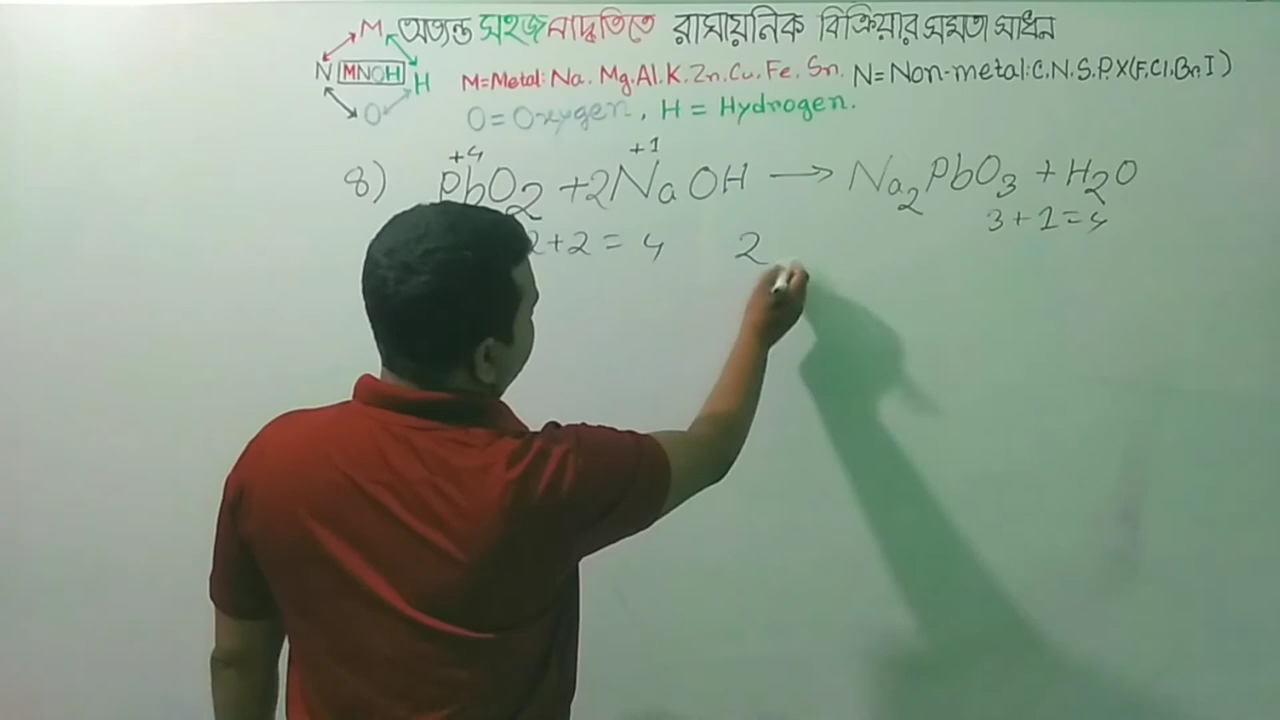 M অত্যন্ত সহজ পদ্ধতিতে রাসায়নিক বিক্রিয়ার সমতা সাধন
N MNOH H M=Metal: Na. Mg.Al.K.Zn.Cu.Fe.Sn. N=Non-metal:C.N.S.P.X(F,Cl,Br,I)
O O=Oxygen, H = Hydrogen.
+4 +1
8) PbO2 +2NaOH → Na2PbO3 +H2O
2+2 = 4 2 3+1=4